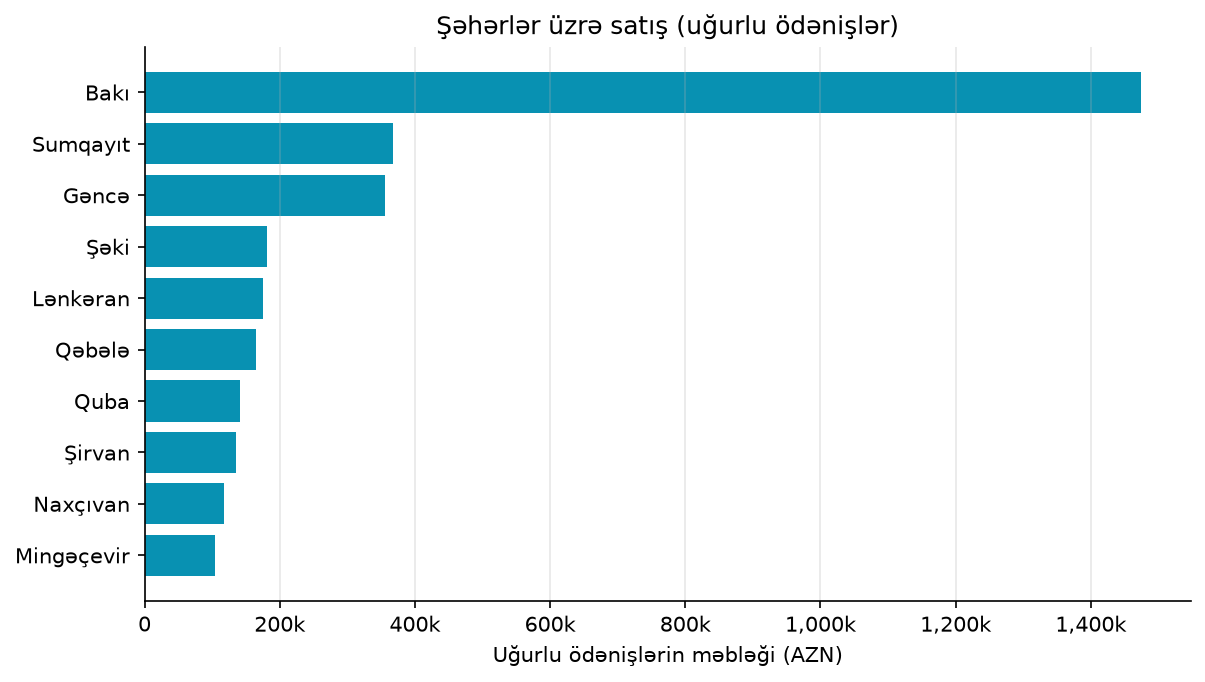 Şəhərlər üzrə satış (uğurlu ödənişlər)
Bakı
Sumqayıt
Gəncə
Şəki
Lənkəran
Qəbələ
Quba
Şirvan
Naxçıvan
Mingəçevir
0 200k 400k 600k 800k 1,000k 1,200k 1,400k
Uğurlu ödənişlərin məbləği (AZN)